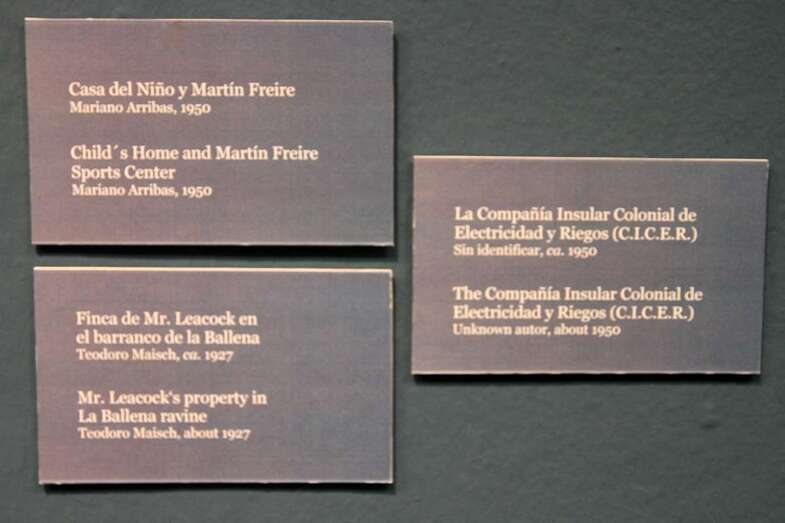 Casa del Niño y Martín Freire
Mariano Arribas, 1950
Child´s Home and Martín Freire
Sports Center
Mariano Arribas, 1950
Finca de Mr. Leacock en
el barranco de la Ballena
Teodoro Maisch, ca. 1927
Mr. Leacock's property in
La Ballena ravine
Teodoro Maisch, about 1927
La Compañía Insular Colonial de
Electricidad y Riegos (C.I.C.E.R.)
Sin identificar, ca. 1950
The Compañía Insular Colonial de
Electricidad y Riegos (C.I.C.E.R.)
Unknown autor, about 1950